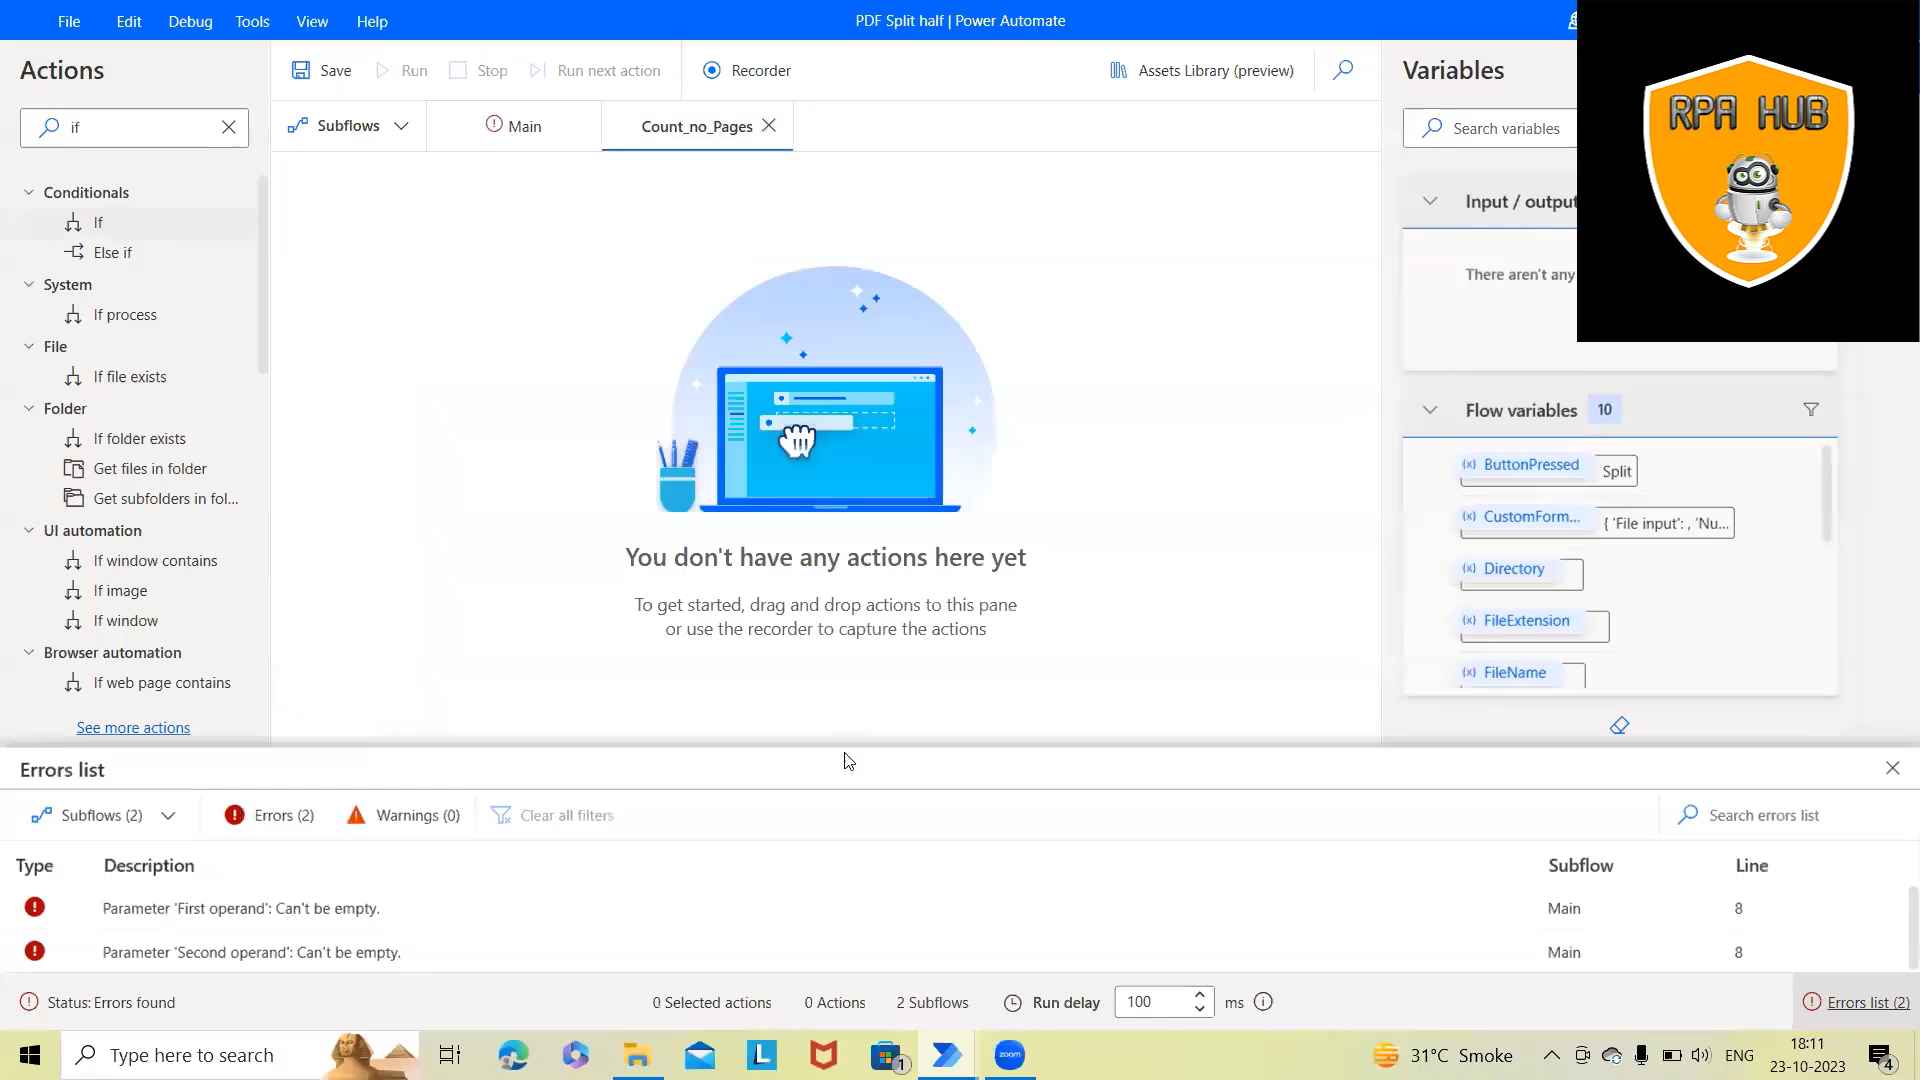 File Edit Debug Tools View Help
PDF Split half | Power Automate
Actions
Save Run Stop Run next action Recorder Assets Library (preview)
Variables
if
Subflows Main Count_no_Pages
Search variables
RPA HUB
Conditionals
If
Else if
System
If process
File
If file exists
Folder
If folder exists
Get files in folder
Get subfolders in fol...
UI automation
If window contains
If image
If window
Browser automation
If web page contains
See more actions
You don't have any actions here yet
To get started, drag and drop actions to this pane
or use the recorder to capture the actions
Input / output
There aren't any
Flow variables 10
(x) ButtonPressed Split
(x) CustomForm... { 'File input': , 'Nu...
(x) Directory
(x) FileExtension
(x) FileName
Errors list
Subflows (2) Errors (2) Warnings (0) Clear all filters Search errors list
Type Description Subflow Line
Parameter 'First operand': Can't be empty. Main 8
Parameter 'Second operand': Can't be empty. Main 8
Status: Errors found 0 Selected actions 0 Actions 2 Subflows Run delay 100 ms Errors list (2)
Type here to search
L
zoom
1
31°C Smoke
ENG
18:11
23-10-2023
4